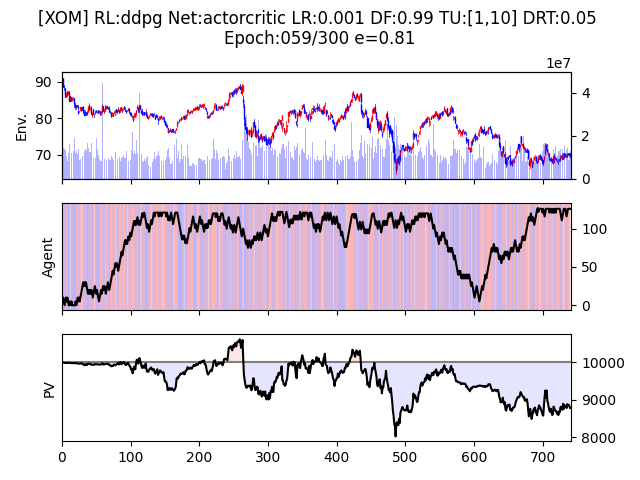 [XOM] RL:ddpg Net:actorcritic LR:0.001 DF:0.99 TU:[1,10] DRT:0.05
Epoch:059/300 e=0.81
1e7
90
80
70
Env.
4
2
0
Agent
100
50
0
PV
10000
9000
8000
0 100 200 300 400 500 600 700